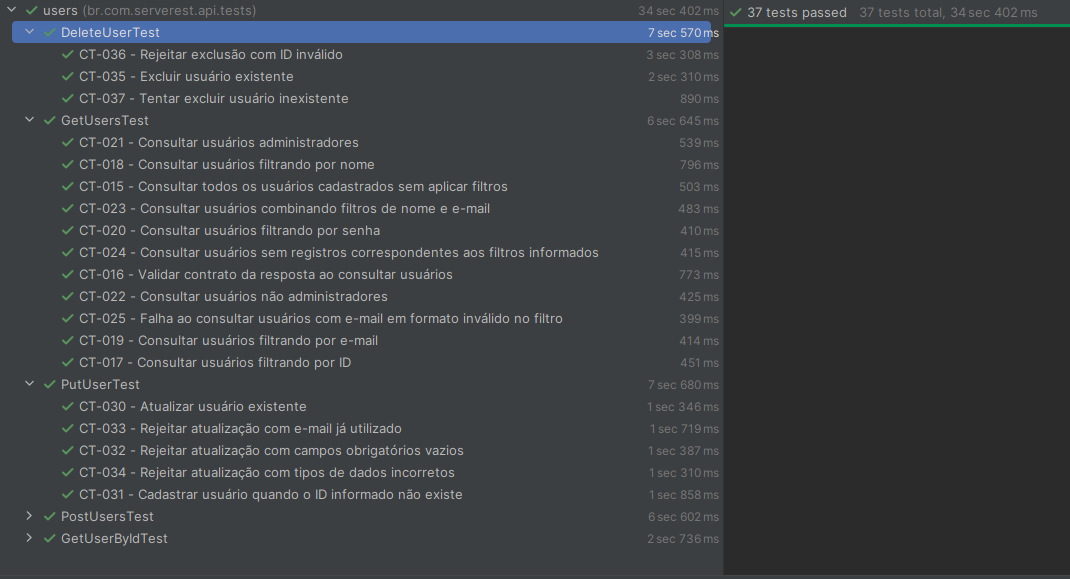 users (br.com.serverest.api.tests) 34 sec 402 ms
37 tests passed 37 tests total, 34 sec 402 ms
DeleteUserTest 7 sec 570 ms
CT-036 - Rejeitar exclusão com ID inválido 3 sec 308 ms
CT-035 - Excluir usuário existente 2 sec 310 ms
CT-037 - Tentar excluir usuário inexistente 890 ms
GetUsersTest 6 sec 645 ms
CT-021 - Consultar usuários administradores 539 ms
CT-018 - Consultar usuários filtrando por nome 796 ms
CT-015 - Consultar todos os usuários cadastrados sem aplicar filtros 503 ms
CT-023 - Consultar usuários combinando filtros de nome e e-mail 483 ms
CT-020 - Consultar usuários filtrando por senha 410 ms
CT-024 - Consultar usuários sem registros correspondentes aos filtros informados 415 ms
CT-016 - Validar contrato da resposta ao consultar usuários 773 ms
CT-022 - Consultar usuários não administradores 425 ms
CT-025 - Falha ao consultar usuários com e-mail em formato inválido no filtro 399 ms
CT-019 - Consultar usuários filtrando por e-mail 414 ms
CT-017 - Consultar usuários filtrando por ID 451 ms
PutUserTest 7 sec 680 ms
CT-030 - Atualizar usuário existente 1 sec 346 ms
CT-033 - Rejeitar atualização com e-mail já utilizado 1 sec 719 ms
CT-032 - Rejeitar atualização com campos obrigatórios vazios 1 sec 387 ms
CT-034 - Rejeitar atualização com tipos de dados incorretos 1 sec 310 ms
CT-031 - Cadastrar usuário quando o ID informado não existe 1 sec 858 ms
PostUsersTest 6 sec 602 ms
GetUserByIdTest 2 sec 736 ms